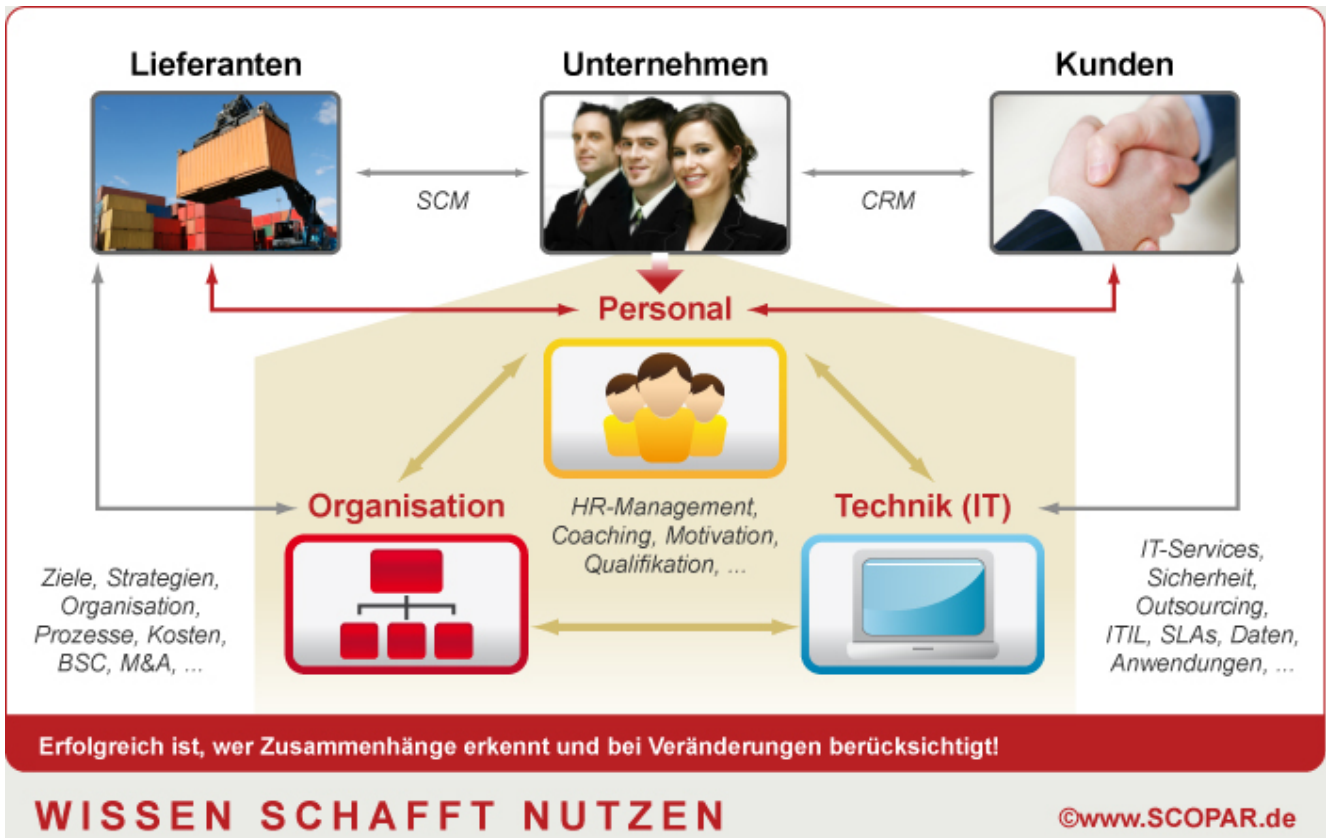 Lieferanten
Unternehmen
Kunden
SCM
CRM
Personal
HR-Management,
Coaching, Motivation,
Qualifikation, ...
Organisation
Technik (IT)
Ziele, Strategien,
Organisation,
Prozesse, Kosten,
BSC, M&A, ...
IT-Services,
Sicherheit,
Outsourcing,
ITIL, SLAs, Daten,
Anwendungen, ...
Erfolgreich ist, wer Zusammenhänge erkennt und bei Veränderungen berücksichtigt!
WISSEN SCHAFFT NUTZEN
©www.SCOPAR.de